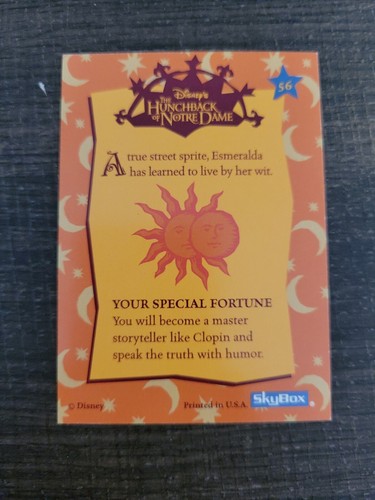 Disney's
THE
HUNCHBACK
OF NOTRE DAME
56
A true street sprite, Esmeralda
has learned to live by her wit.
YOUR SPECIAL FORTUNE
You will become a master
storyteller like Clopin and
speak the truth with humor.
© Disney
Printed in U.S.A.
SkyBox®